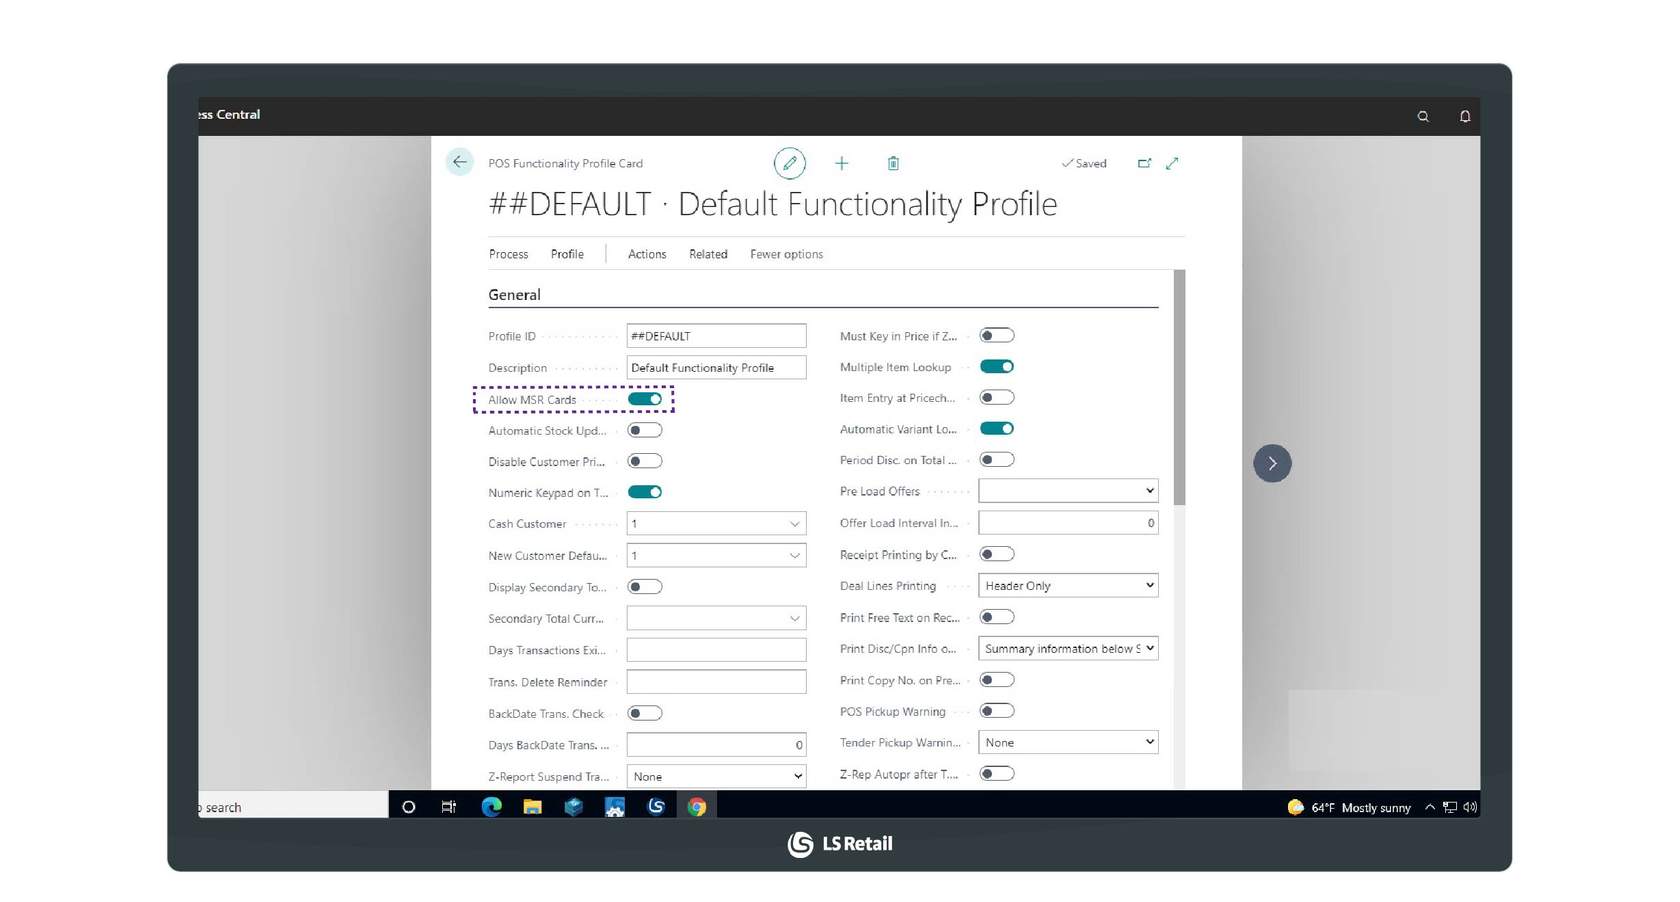 ess Central
POS Functionality Profile Card
Saved
##DEFAULT · Default Functionality Profile
Process Profile Actions Related Fewer options
General
Profile ID ##DEFAULT
Description Default Functionality Profile
Allow MSR Cards
Automatic Stock Upd...
Disable Customer Pri...
Numeric Keypad on T...
Cash Customer 1
New Customer Defau... 1
Display Secondary To...
Secondary Total Curr...
Days Transactions Exi...
Trans. Delete Reminder
BackDate Trans. Check
Days BackDate Trans. ... 0
Z-Report Suspend Tra... None
Must Key in Price if Z...
Multiple Item Lookup
Item Entry at Pricech...
Automatic Variant Lo...
Period Disc. on Total ...
Pre Load Offers
Offer Load Interval In... 0
Receipt Printing by C...
Deal Lines Printing Header Only
Print Free Text on Rec...
Print Disc/Cpn Info o... Summary information below S
Print Copy No. on Pre...
POS Pickup Warning
Tender Pickup Warnin... None
Z-Rep Autopr after T....
o search
64°F Mostly sunny
LS Retail